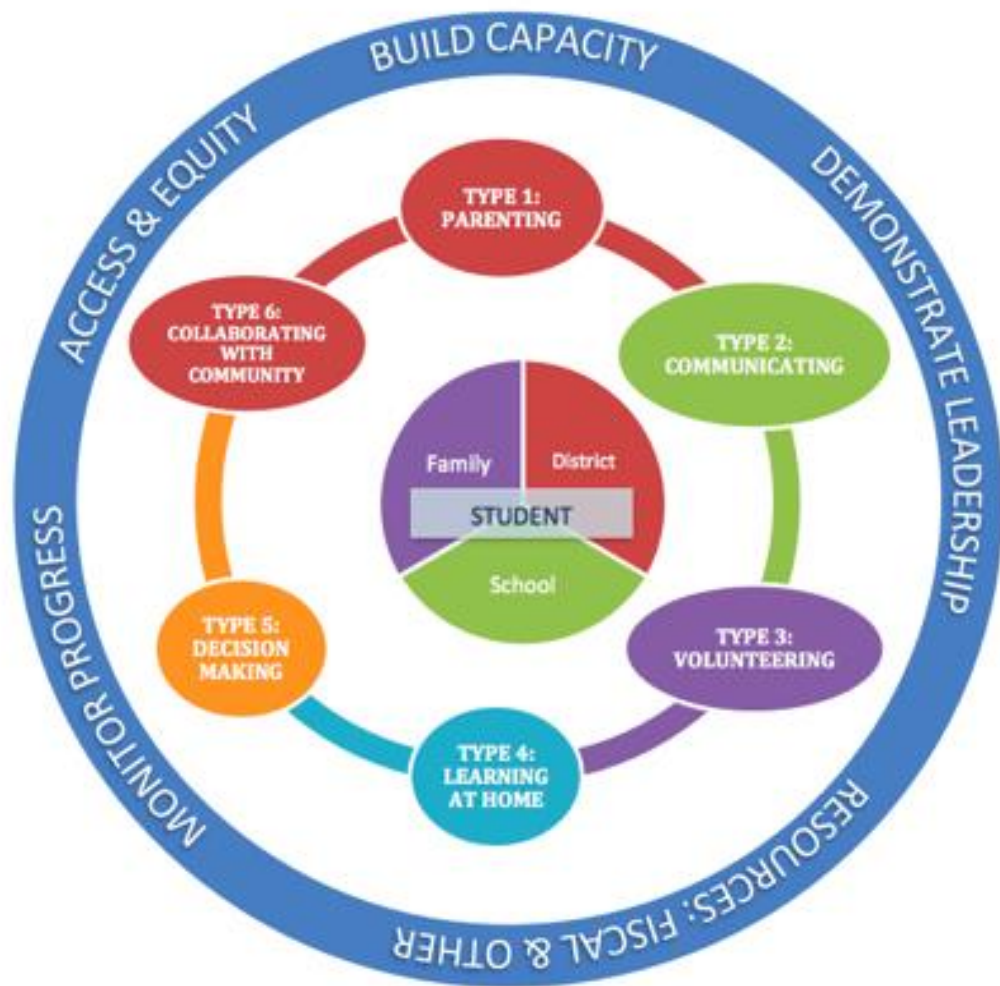 BUILD CAPACITY
DEMONSTRATE LEADERSHIP
RESOURCES: FISCAL & OTHER
MONITOR PROGRESS
ACCESS & EQUITY
TYPE 1:
PARENTING
TYPE 2:
COMMUNICATING
TYPE 3:
VOLUNTEERING
TYPE 4:
LEARNING
AT HOME
TYPE 5:
DECISION
MAKING
TYPE 6:
COLLABORATING
WITH
COMMUNITY
Family
District
STUDENT
School